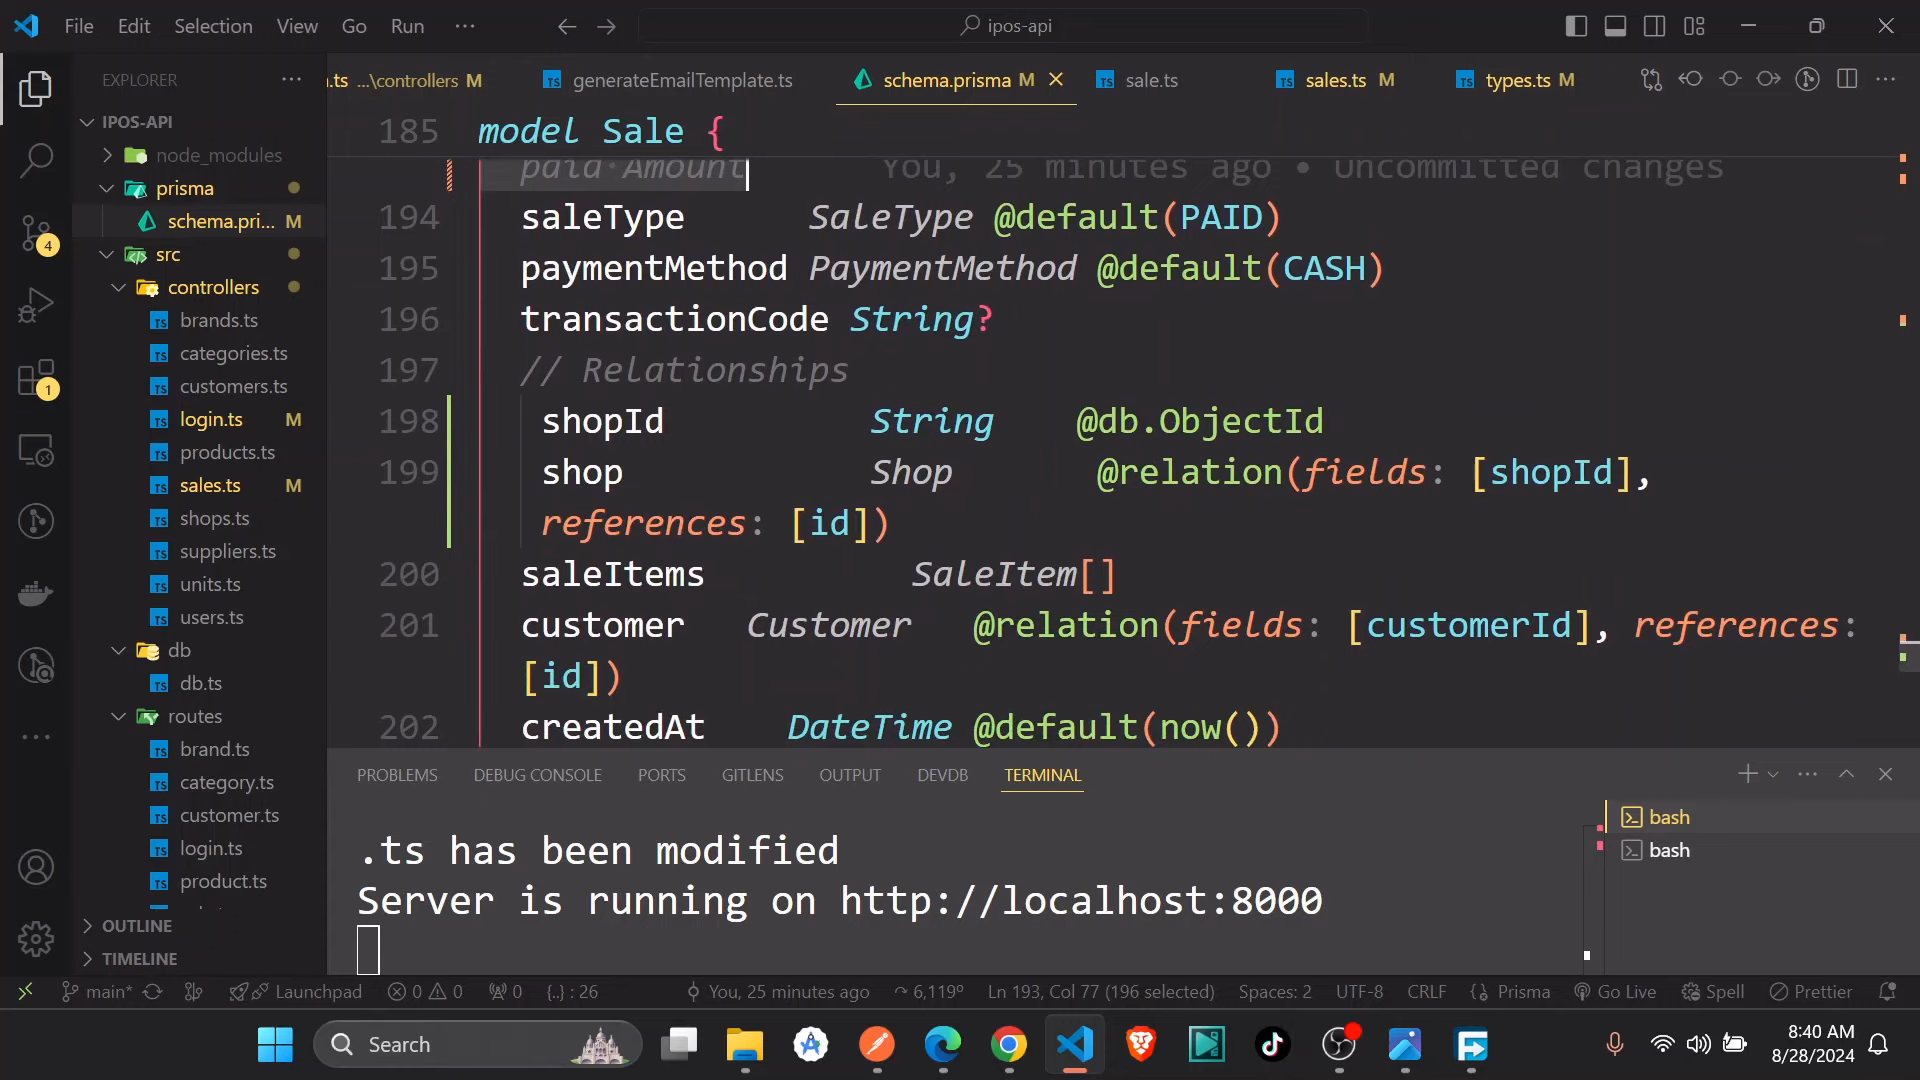 File Edit Selection View Go Run ··· ipos-api
EXPLORER ···
.ts ...\controllers M generateEmailTemplate.ts schema.prisma M sale.ts sales.ts M types.ts M
IPOS-API
node_modules
prisma
schema.pri... M
src
controllers
brands.ts
categories.ts
customers.ts
login.ts M
products.ts
sales.ts M
shops.ts
suppliers.ts
units.ts
users.ts
db
db.ts
routes
brand.ts
category.ts
customer.ts
login.ts
product.ts
OUTLINE
TIMELINE
4
1
185 model Sale {
paid·Amount You, 25 minutes ago • Uncommitted changes
194 saleType SaleType @default(PAID)
195 paymentMethod PaymentMethod @default(CASH)
196 transactionCode String?
197 // Relationships
198 shopId String @db.ObjectId
199 shop Shop @relation(fields: [shopId],
references: [id])
200 saleItems SaleItem[]
201 customer Customer @relation(fields: [customerId], references:
[id])
202 createdAt DateTime @default(now())
PROBLEMS DEBUG CONSOLE PORTS GITLENS OUTPUT DEVDB TERMINAL
.ts has been modified
Server is running on http://localhost:8000
bash
bash
main* Launchpad 0 0 0 {..} : 26 You, 25 minutes ago 6,119º Ln 193, Col 77 (196 selected) Spaces: 2 UTF-8 CRLF Prisma Go Live Spell Prettier
Search
8:40 AM
8/28/2024